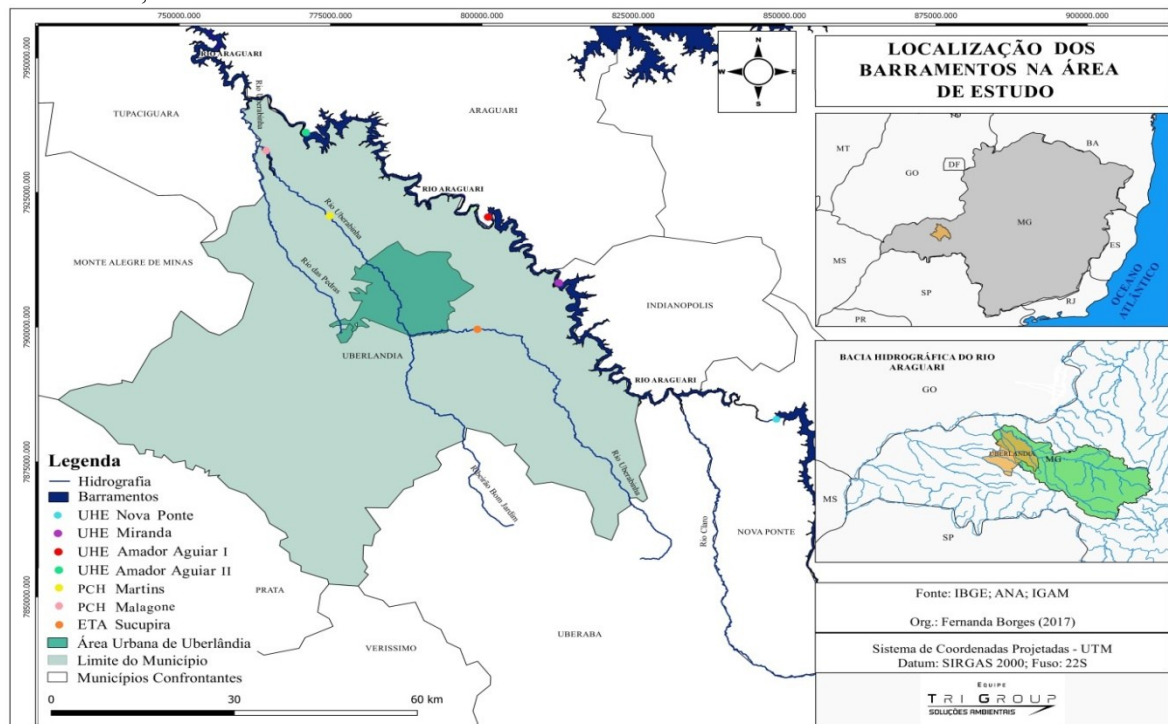 750000.000
775000.000
800000.000
825000.000
850000.000
875000.000
900000.000
7950000.000
7925000.000
7900000.000
7875000.000
7850000.000
RIO ARAGUARI
Rio Uberabinha
TUPACIGUARA
ARAGUARI
N
W
E
S
RIO ARAGUARI
Rio Uberabinha
MONTE ALEGRE DE MINAS
Rio das Pedras
INDIANOPOLIS
UBERLANDIA
RIO ARAGUARI
Rio Uberabinha
Ribeirão Bom Jardim
Rio Claro
NOVA PONTE
PRATA
UBERABA
VERISSIMO
Legenda
Hidrografia
Barramentos
UHE Nova Ponte
UHE Miranda
UHE Amador Aguiar I
UHE Amador Aguiar II
PCH Martins
PCH Malagone
ETA Sucupira
Área Urbana de Uberlândia
Limite do Município
Municípios Confrontantes
0
30
60 km
LOCALIZAÇÃO DOS
BARRAMENTOS NA ÁREA
DE ESTUDO
MT
GO
DF
BA
MG
MS
ES
SP
RJ
PR
OCEANO
ATLÂNTICO
BACIA HIDROGRÁFICA DO RIO
ARAGUARI
GO
UBERLANDIA
MG
MS
SP
Fonte: IBGE; ANA; IGAM
Org.: Fernanda Borges (2017)
Sistema de Coordenadas Projetadas - UTM
Datum: SIRGAS 2000; Fuso: 22S
EQUIPE
TRI GROUP
SOLUÇÕES AMBIENTAIS